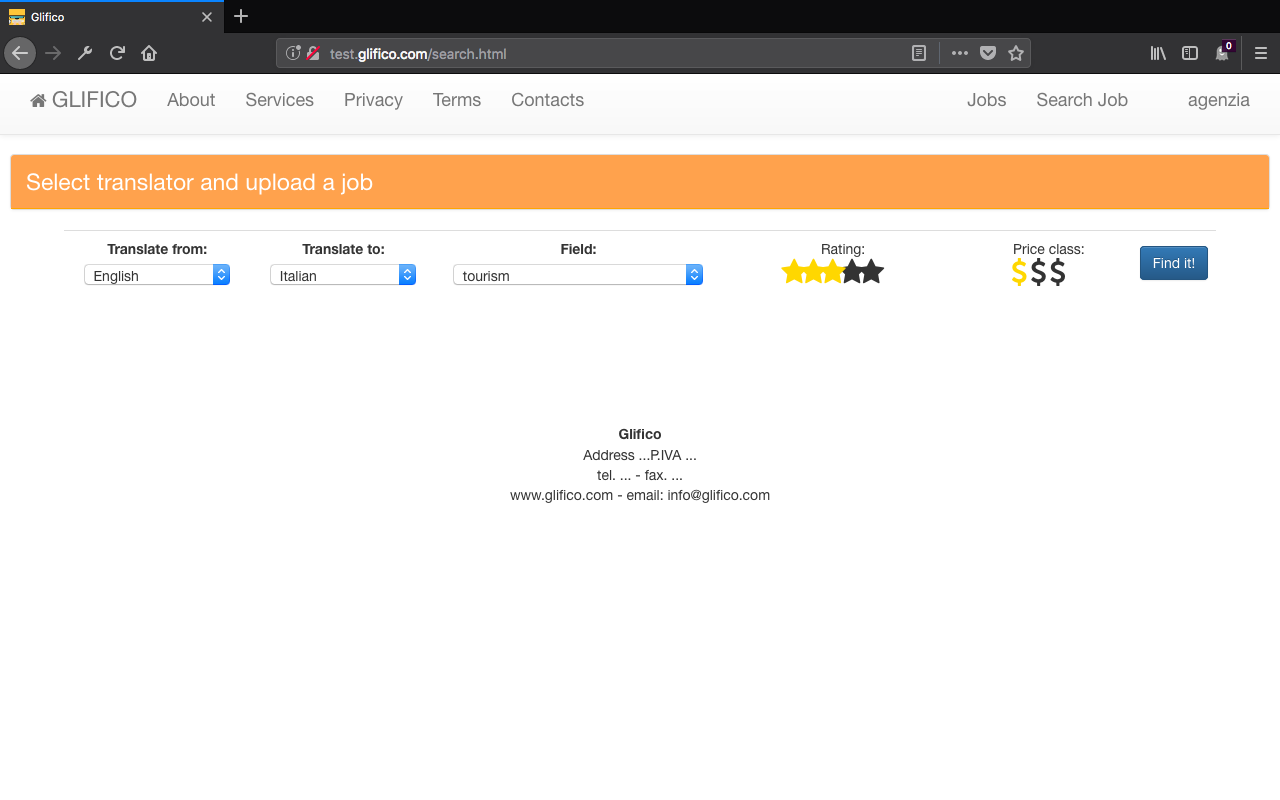 Glifico
test.glifico.com/search.html
0
GLIFICO About Services Privacy Terms Contacts Jobs Search Job agenzia
Select translator and upload a job
Translate from: Translate to: Field: Rating: Price class:
English Italian tourism $$$ Find it!
Glifico
Address ...P.IVA ...
tel. ... - fax. ...
www.glifico.com - email: info@glifico.com